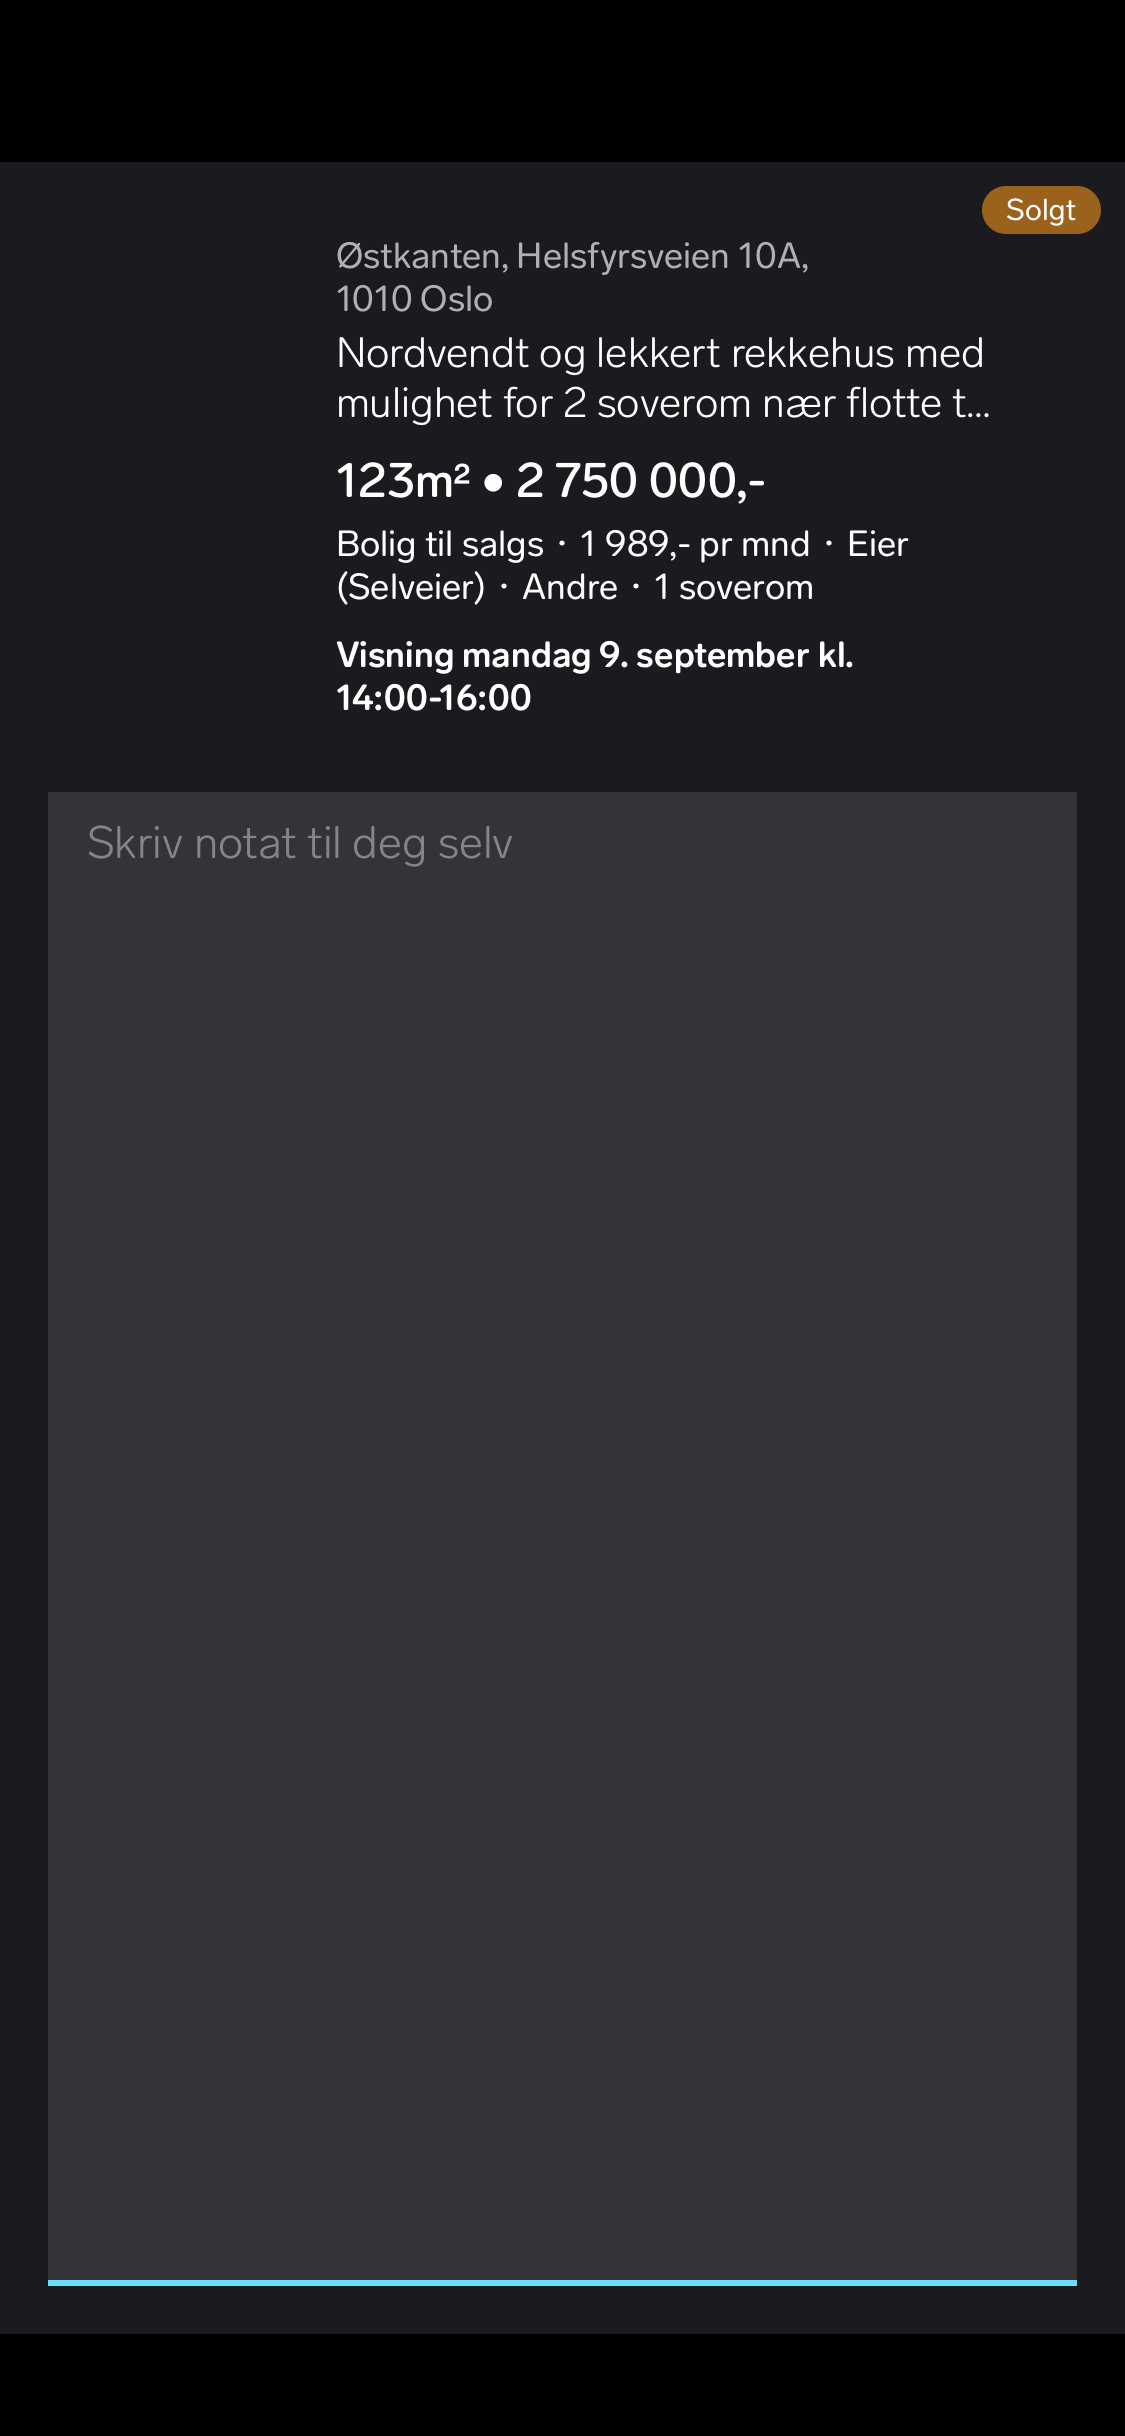 Solgt
Østkanten, Helsfyrsveien 10A,
1010 Oslo
Nordvendt og lekkert rekkehus med
mulighet for 2 soverom nær flotte t...
123m² • 2 750 000,-
Bolig til salgs · 1 989,- pr mnd · Eier
(Selveier) · Andre · 1 soverom
Visning mandag 9. september kl.
14:00-16:00
Skriv notat til deg selv